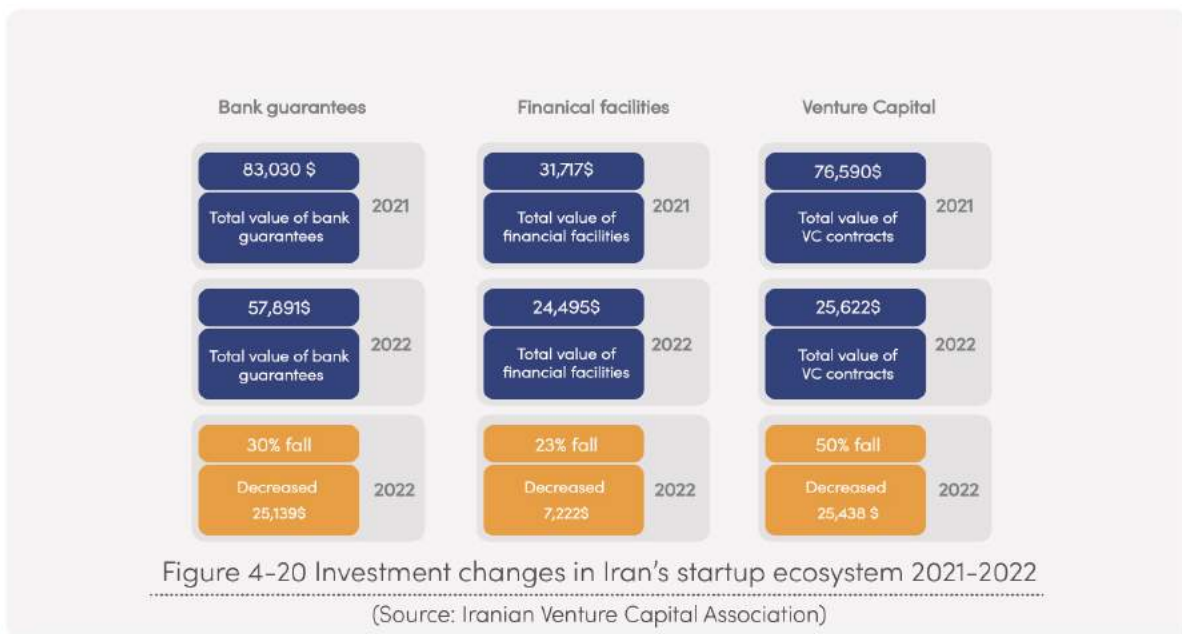 Bank guarantees
Finanical facilities
Venture Capital
83,030 $
Total value of bank
guarantees
2021
31,717$
Total value of
financial facilities
2021
76,590$
Total value of
VC contracts
2021
57,891$
Total value of bank
guarantees
2022
24,495$
Total value of
financial facilities
2022
25,622$
Total value of
VC contracts
2022
30% fall
Decreased
25,139$
2022
23% fall
Decreased
7,222$
2022
50% fall
Decreased
25,438 $
2022
Figure 4-20 Investment changes in Iran's startup ecosystem 2021-2022
(Source: Iranian Venture Capital Association)